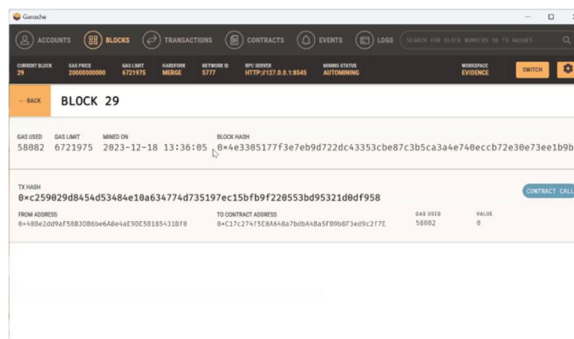 Ganache
ACCOUNTS BLOCKS TRANSACTIONS CONTRACTS EVENTS LOGS SEARCH FOR BLOCK NUMBERS OR TX HASHES
CURRENT BLOCK GAS PRICE GAS LIMIT HARDFORK NETWORK ID RPC SERVER MINING STATUS WORKSPACE
29 20000000000 6721975 MERGE 5777 HTTP://127.0.0.1:8545 AUTOMINING EVIDENCE SWITCH
← BACK BLOCK 29
GAS USED GAS LIMIT MINED ON BLOCK HASH
58082 6721975 2023-12-18 13:36:05 0×4e3305177f3e7eb9d722dc43353cbe87c3b5ca3a4e740eccb72e30e73ee1b9b
TX HASH
0×c259029d8454d53484e10a634774d735197ec15bfb9f220553bd95321d0df958 CONTRACT CALL
FROM ADDRESS TO CONTRACT ADDRESS GAS USED VALUE
58082 0